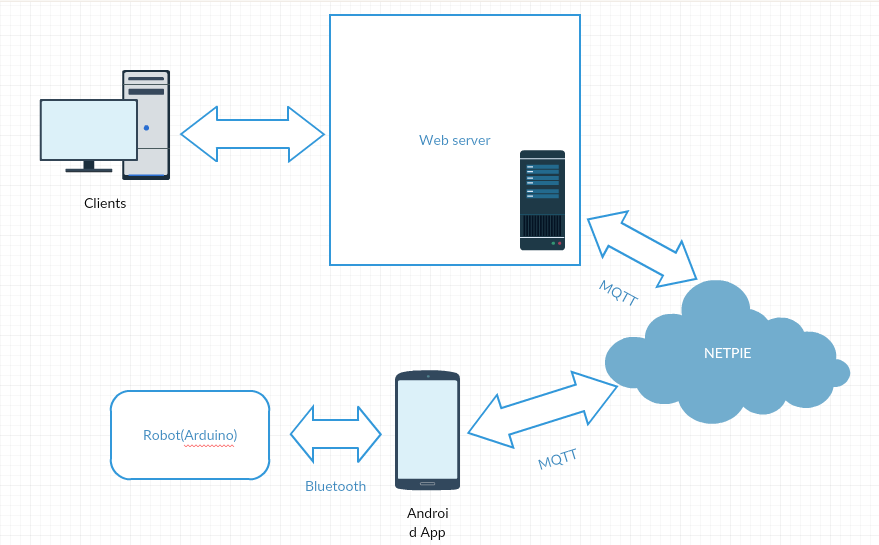 Web server
Clients
MQTT
NETPIE
Robot(Arduino)
MQTT
Bluetooth
Androi
d App